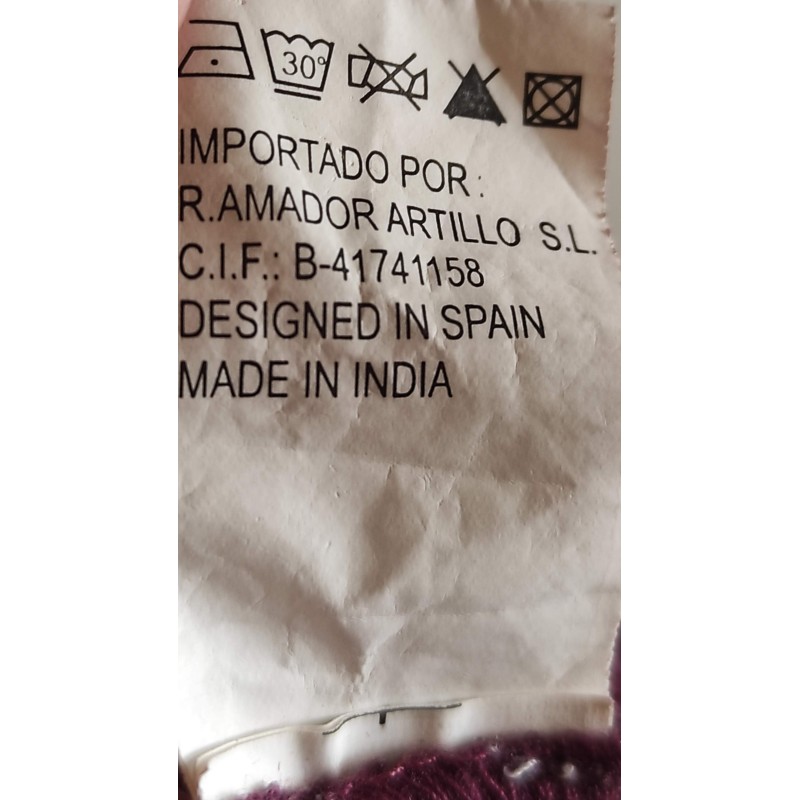 30°
IMPORTADO POR:
R.AMADOR ARTILLO S.L.
C.I.F.: B-41741158
DESIGNED IN SPAIN
MADE IN INDIA